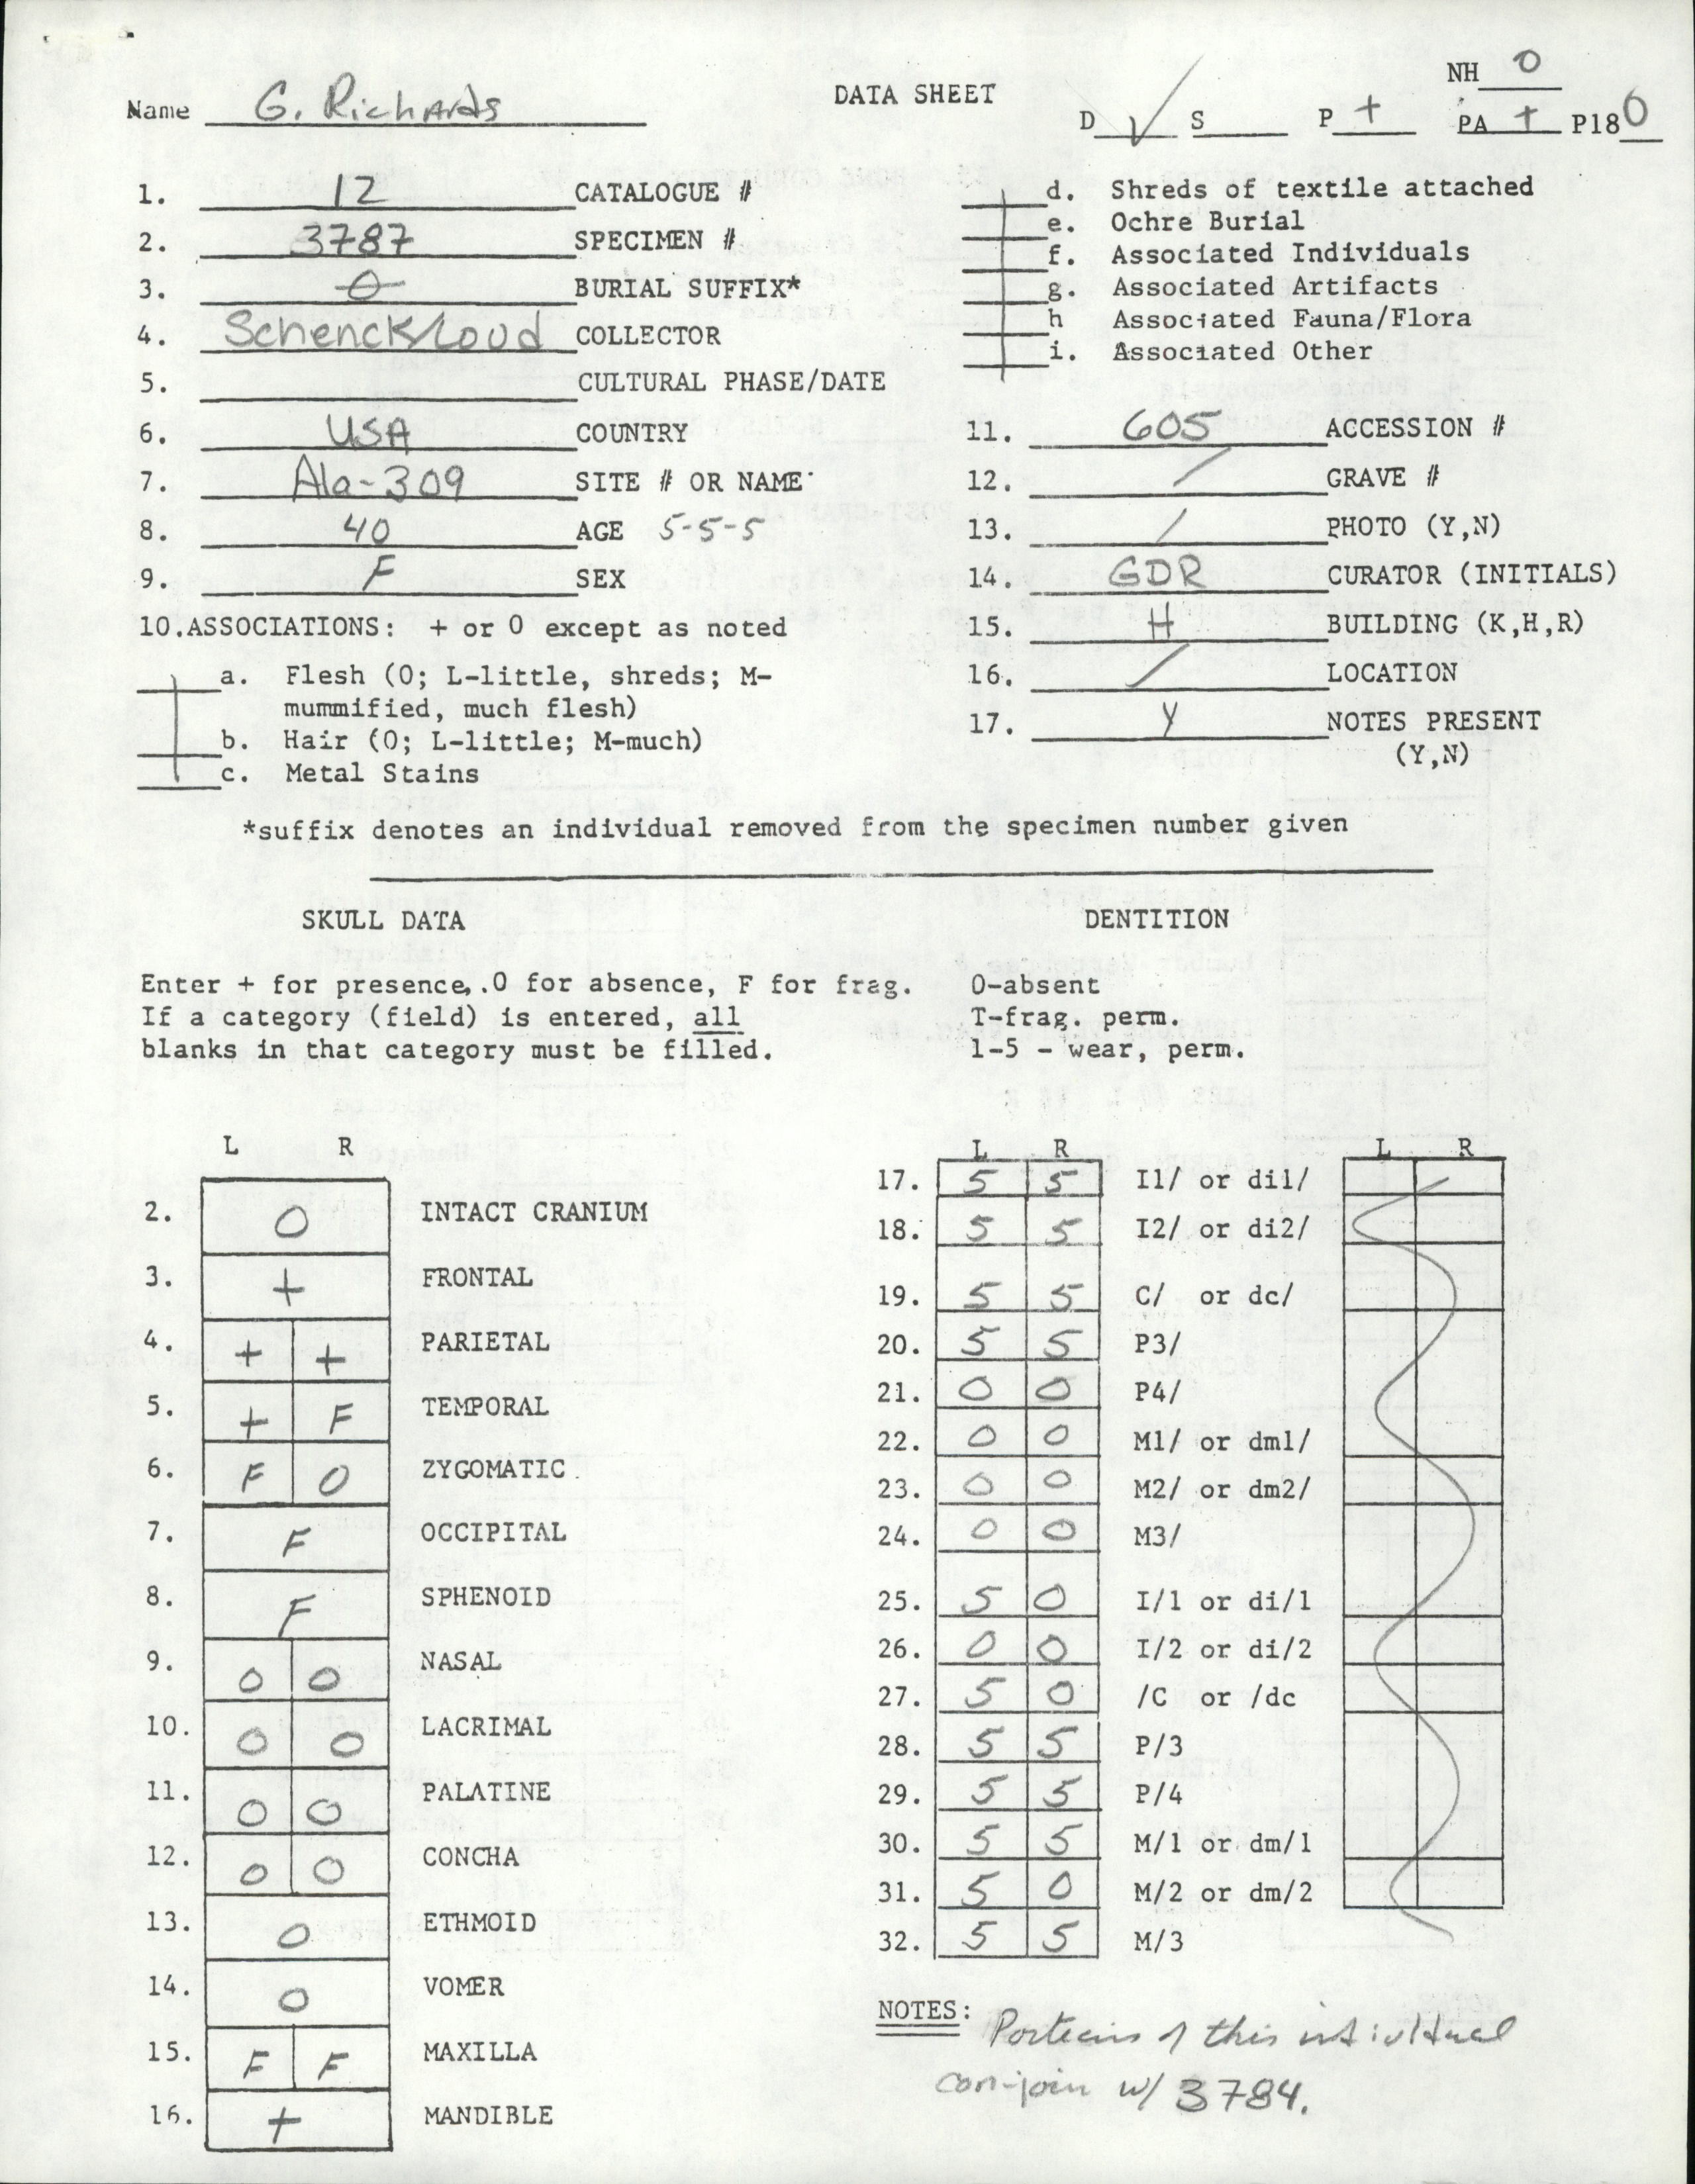 NH 0
Name G. Richards DATA SHEET D ✓ S P + PA + P18 0
1. 12 CATALOGUE #
2. 3787 SPECIMEN #
3. 0 BURIAL SUFFIX*
4. Schenck/Loud COLLECTOR
5. CULTURAL PHASE/DATE
6. USA COUNTRY
7. Ala-309 SITE # OR NAME
8. 40 AGE 5-5-5
9. F SEX
10.ASSOCIATIONS: + or 0 except as noted
a. Flesh (0; L-little, shreds; M-
mummified, much flesh)
b. Hair (0; L-little; M-much)
c. Metal Stains
d. Shreds of textile attached
e. Ochre Burial
f. Associated Individuals
g. Associated Artifacts
h Associated Fauna/Flora
i. Associated Other
11. 605 ACCESSION #
12. / GRAVE #
13. / PHOTO (Y,N)
14. GDR CURATOR (INITIALS)
15. H BUILDING (K,H,R)
16. / LOCATION
17. Y NOTES PRESENT
(Y,N)
*suffix denotes an individual removed from the specimen number given
SKULL DATA
Enter + for presence, .0 for absence, F for frag.
If a category (field) is entered, all
blanks in that category must be filled.
L R
2. 0 INTACT CRANIUM
3. + FRONTAL
4. + + PARIETAL
5. + F TEMPORAL
6. F 0 ZYGOMATIC
7. F OCCIPITAL
8. F SPHENOID
9. 0 0 NASAL
10. 0 0 LACRIMAL
11. 0 0 PALATINE
12. 0 0 CONCHA
13. 0 ETHMOID
14. 0 VOMER
15. F F MAXILLA
16. + MANDIBLE
DENTITION
0-absent
T-frag. perm.
1-5 - wear, perm.
L R L R
17. 5 5 I1/ or di1/
18. 5 5 I2/ or di2/
19. 5 5 C/ or dc/
20. 5 5 P3/
21. 0 0 P4/
22. 0 0 M1/ or dm1/
23. 0 0 M2/ or dm2/
24. 0 0 M3/
25. 5 0 I/1 or di/1
26. 0 0 I/2 or di/2
27. 5 0 /C or /dc
28. 5 5 P/3
29. 5 5 P/4
30. 5 5 M/1 or dm/1
31. 5 0 M/2 or dm/2
32. 5 5 M/3
NOTES: Portions of this individual
con-join w/ 3784.